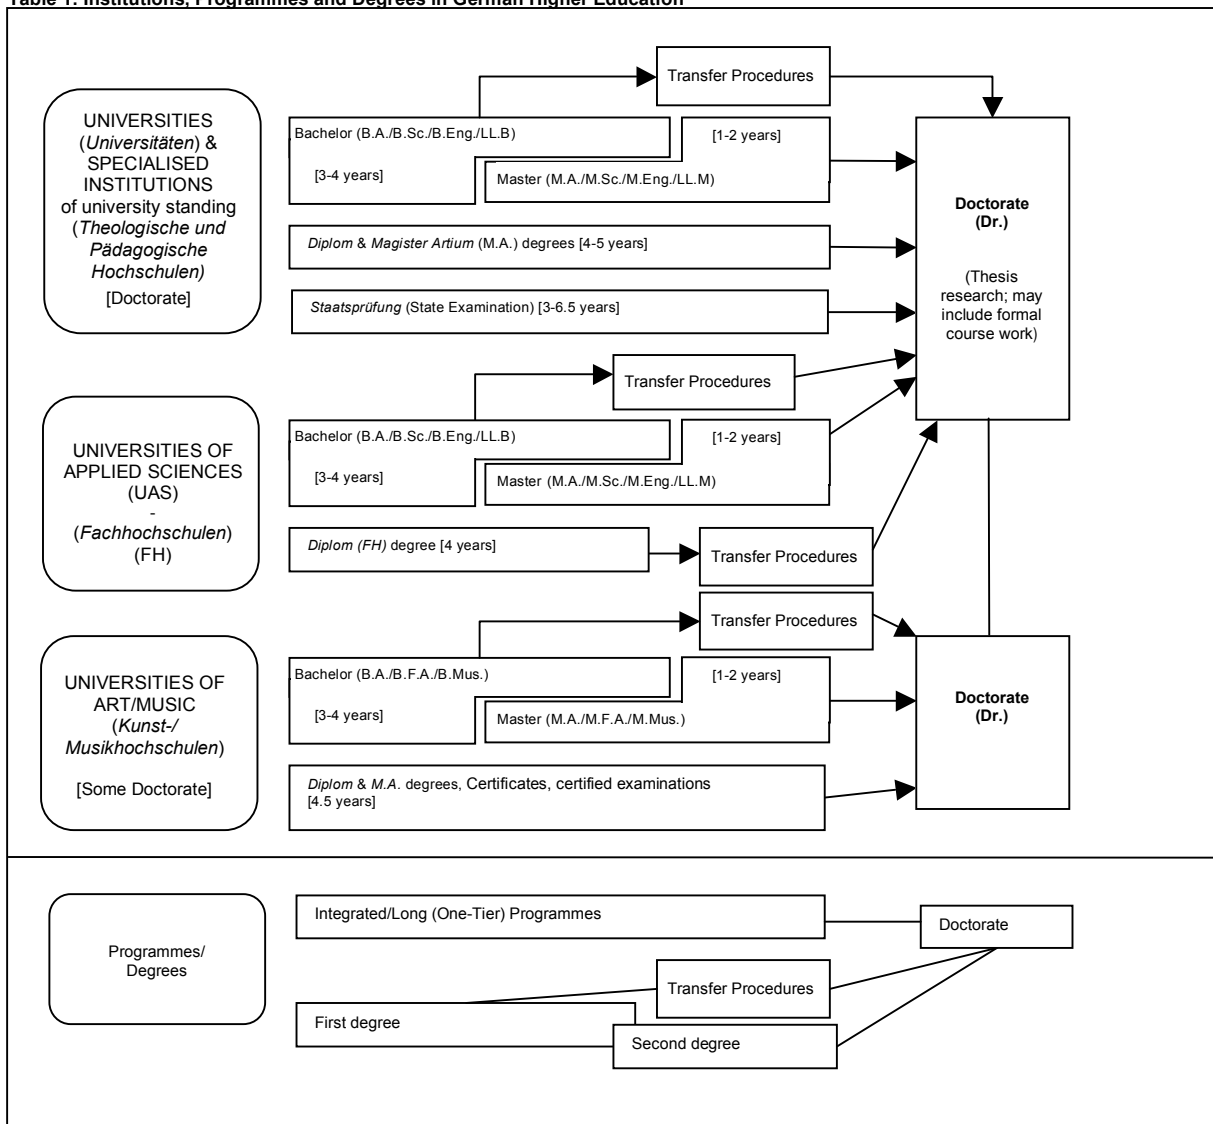 Table 1: Institutions, Programmes and Degrees in German Higher Education
Transfer Procedures
UNIVERSITIES
(Universitäten) &
SPECIALISED
INSTITUTIONS
of university standing
(Theologische und
Pädagogische
Hochschulen)
[Doctorate]
Bachelor (B.A./B.Sc./B.Eng./LL.B)
[3-4 years]
[1-2 years]
Master (M.A./M.Sc./M.Eng./LL.M)
Diplom & Magister Artium (M.A.) degrees [4-5 years]
Staatsprüfung (State Examination) [3-6.5 years]
Doctorate
(Dr.)
(Thesis
research; may
include formal
course work)
Transfer Procedures
UNIVERSITIES OF
APPLIED SCIENCES
(UAS)
-
(Fachhochschulen)
(FH)
Bachelor (B.A./B.Sc./B.Eng./LL.B)
[3-4 years]
[1-2 years]
Master (M.A./M.Sc./M.Eng./LL.M)
Diplom (FH) degree [4 years]
Transfer Procedures
Transfer Procedures
UNIVERSITIES OF
ART/MUSIC
(Kunst-/
Musikhochschulen)
[Some Doctorate]
Bachelor (B.A./B.F.A./B.Mus.)
[3-4 years]
[1-2 years]
Master (M.A./M.F.A./M.Mus.)
Diplom & M.A. degrees, Certificates, certified examinations
[4.5 years]
Doctorate
(Dr.)
Programmes/
Degrees
Integrated/Long (One-Tier) Programmes
Doctorate
Transfer Procedures
First degree
Second degree